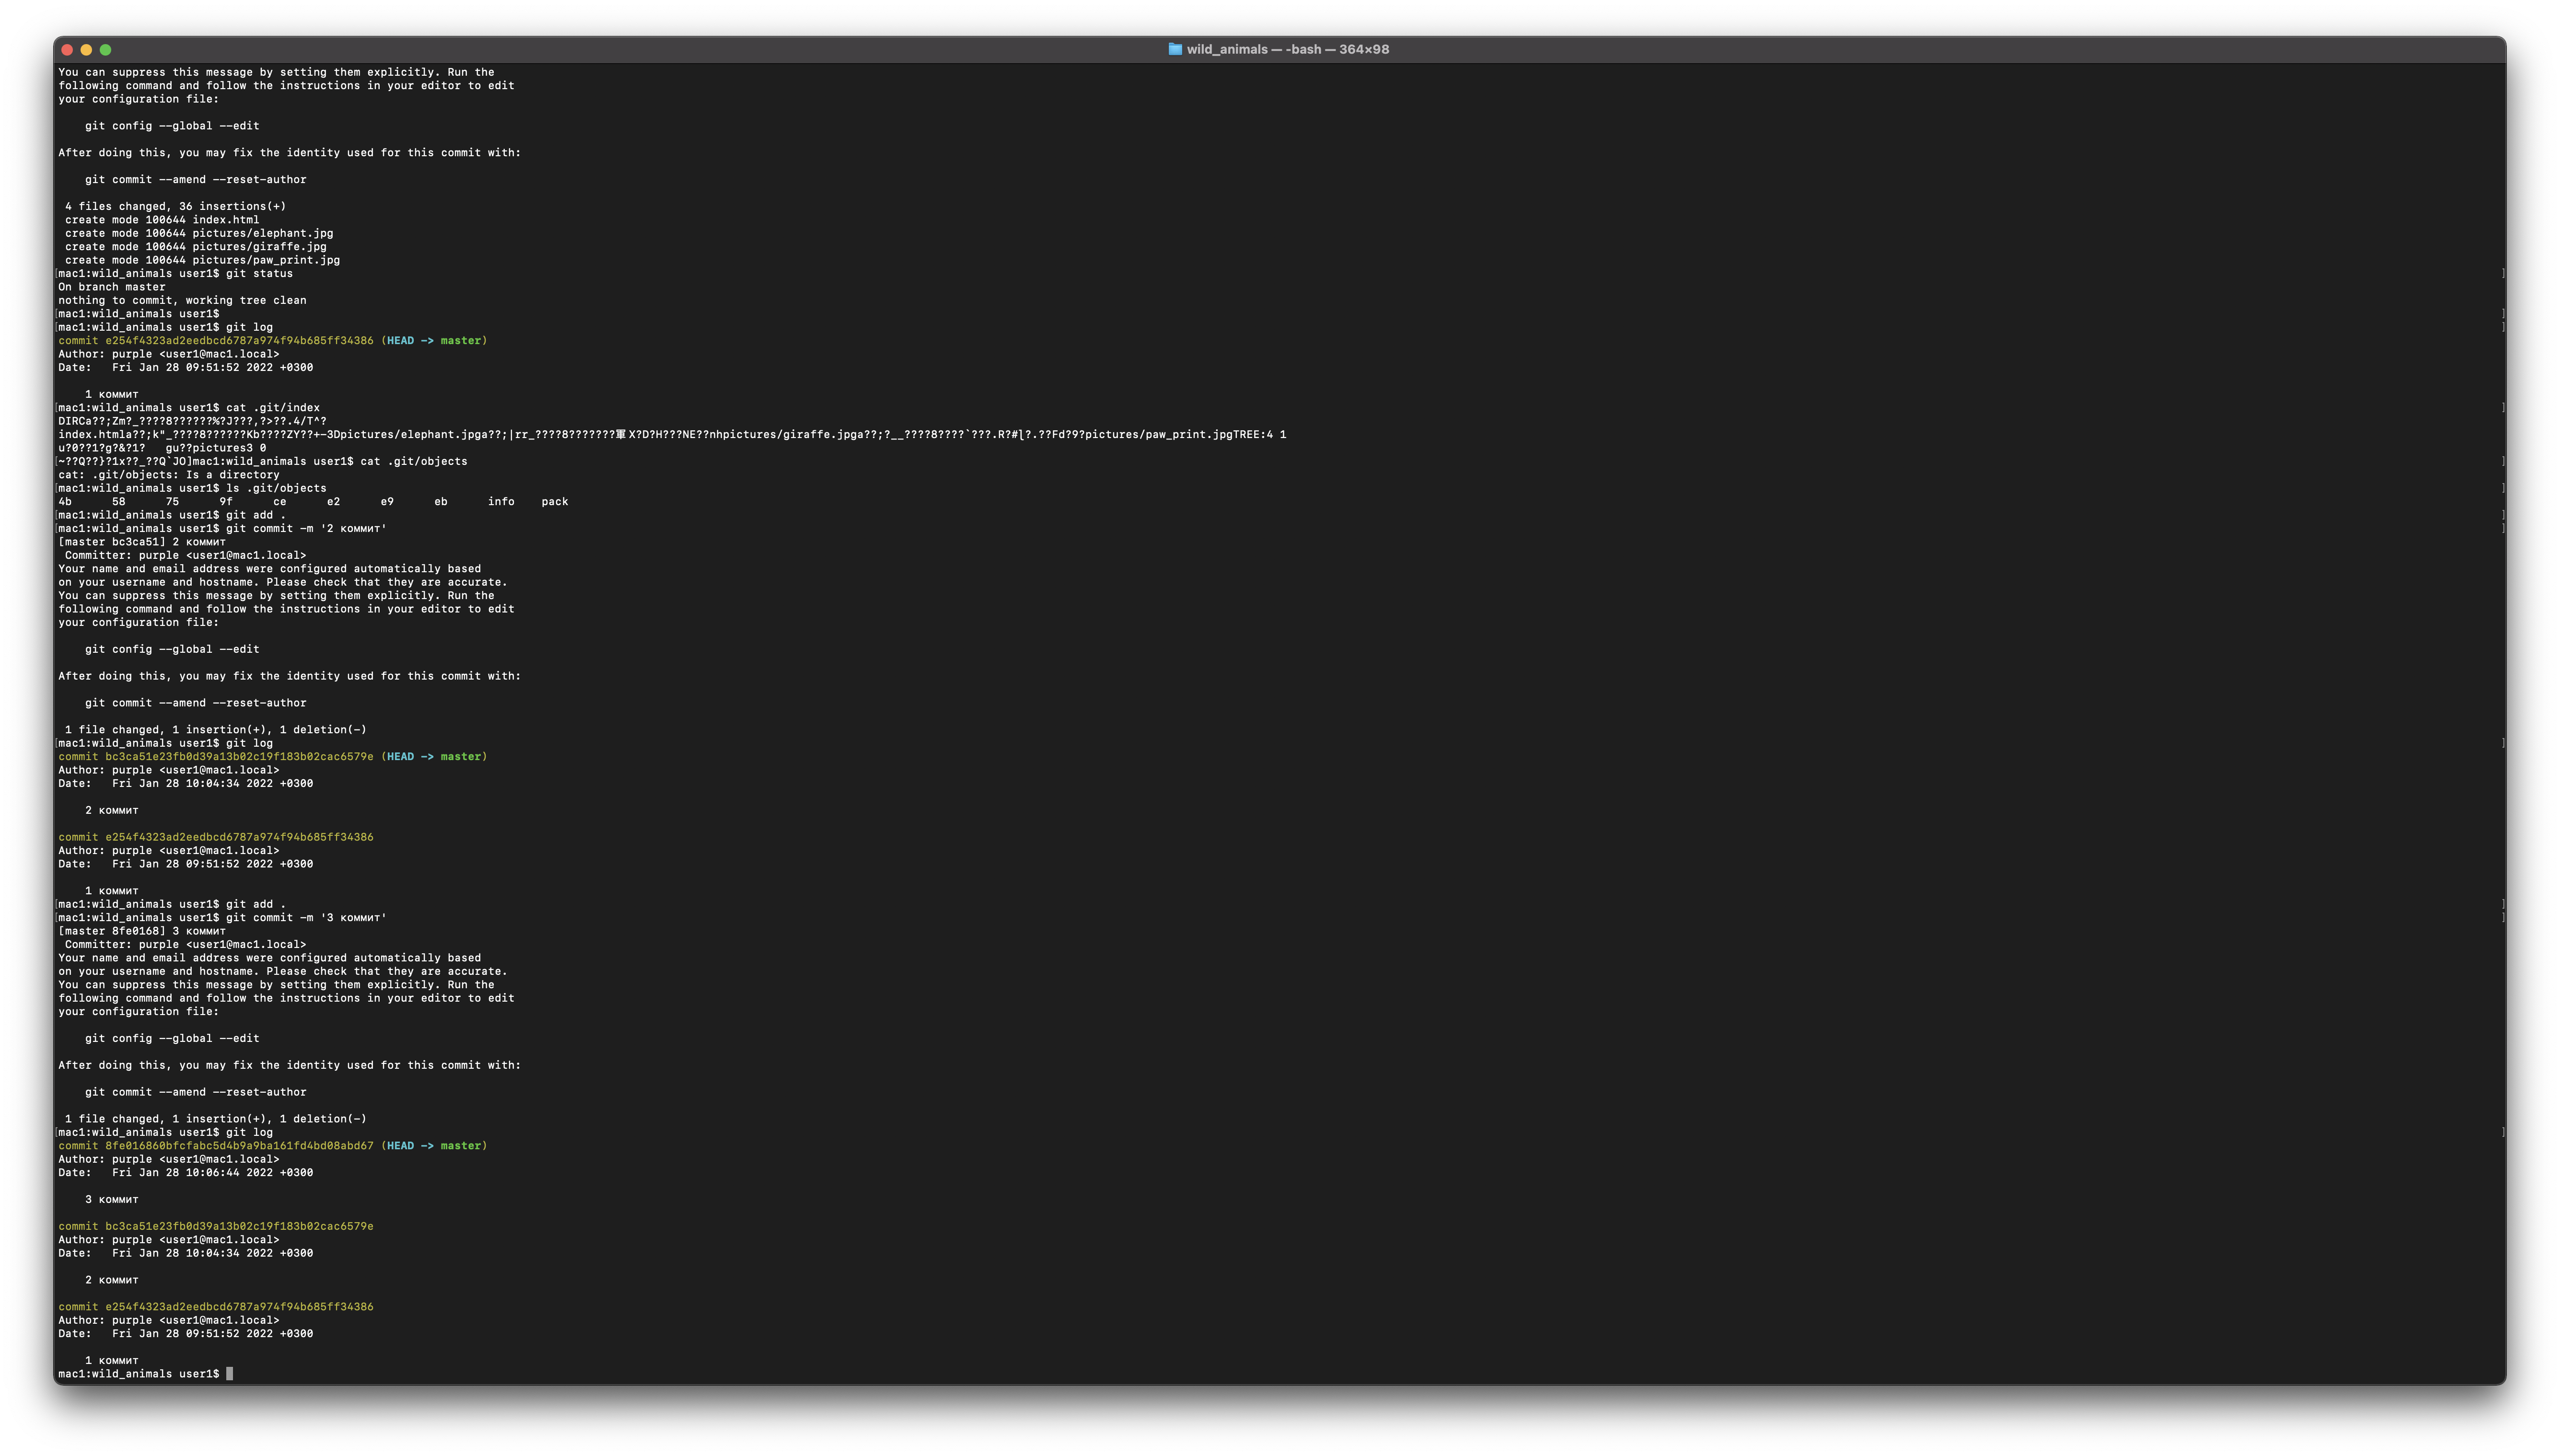 wild_animals — -bash — 364×98
You can suppress this message by setting them explicitly. Run the
following command and follow the instructions in your editor to edit
your configuration file:
git config --global --edit
After doing this, you may fix the identity used for this commit with:
git commit --amend --reset-author
4 files changed, 36 insertions(+)
create mode 100644 index.html
create mode 100644 pictures/elephant.jpg
create mode 100644 pictures/giraffe.jpg
create mode 100644 pictures/paw_print.jpg
[mac1:wild_animals user1$ git status ]
On branch master
nothing to commit, working tree clean
[mac1:wild_animals user1$ ]
[mac1:wild_animals user1$ git log ]
commit e254f4323ad2eedbcd6787a974f94b685ff34386 (HEAD -> master)
Author: purple <user1@mac1.local>
Date:   Fri Jan 28 09:51:52 2022 +0300
1 коммит
[mac1:wild_animals user1$ cat .git/index ]
DIRCa??;Zm?_????8??????%?J???,?>??.4/T^?
index.htmla??;k"_????8??????Kb????ZY??+-3Dpictures/elephant.jpga??;|rr_????8???????軍X?D?H???NE??nhpictures/giraffe.jpga??;?__????8????`???.R?#ɭ?.??Fd?9?pictures/paw_print.jpgTREE:4 1
u?0??1?g?&?1?   gu??pictures3 0
[~??Q??}?1x??_??Q`JO]mac1:wild_animals user1$ cat .git/objects ]
cat: .git/objects: Is a directory
[mac1:wild_animals user1$ ls .git/objects ]
4b      58      75      9f      ce      e2      e9      eb      info    pack
[mac1:wild_animals user1$ git add . ]
[mac1:wild_animals user1$ git commit -m '2 коммит' ]
[master bc3ca51] 2 коммит
Committer: purple <user1@mac1.local>
Your name and email address were configured automatically based
on your username and hostname. Please check that they are accurate.
You can suppress this message by setting them explicitly. Run the
following command and follow the instructions in your editor to edit
your configuration file:
git config --global --edit
After doing this, you may fix the identity used for this commit with:
git commit --amend --reset-author
1 file changed, 1 insertion(+), 1 deletion(-)
[mac1:wild_animals user1$ git log ]
commit bc3ca51e23fb0d39a13b02c19f183b02cac6579e (HEAD -> master)
Author: purple <user1@mac1.local>
Date:   Fri Jan 28 10:04:34 2022 +0300
2 коммит
commit e254f4323ad2eedbcd6787a974f94b685ff34386
Author: purple <user1@mac1.local>
Date:   Fri Jan 28 09:51:52 2022 +0300
1 коммит
[mac1:wild_animals user1$ git add . ]
[mac1:wild_animals user1$ git commit -m '3 коммит' ]
[master 8fe0168] 3 коммит
Committer: purple <user1@mac1.local>
Your name and email address were configured automatically based
on your username and hostname. Please check that they are accurate.
You can suppress this message by setting them explicitly. Run the
following command and follow the instructions in your editor to edit
your configuration file:
git config --global --edit
After doing this, you may fix the identity used for this commit with:
git commit --amend --reset-author
1 file changed, 1 insertion(+), 1 deletion(-)
[mac1:wild_animals user1$ git log ]
commit 8fe016860bfcfabc5d4b9a9ba161fd4bd08abd67 (HEAD -> master)
Author: purple <user1@mac1.local>
Date:   Fri Jan 28 10:06:44 2022 +0300
3 коммит
commit bc3ca51e23fb0d39a13b02c19f183b02cac6579e
Author: purple <user1@mac1.local>
Date:   Fri Jan 28 10:04:34 2022 +0300
2 коммит
commit e254f4323ad2eedbcd6787a974f94b685ff34386
Author: purple <user1@mac1.local>
Date:   Fri Jan 28 09:51:52 2022 +0300
1 коммит
mac1:wild_animals user1$